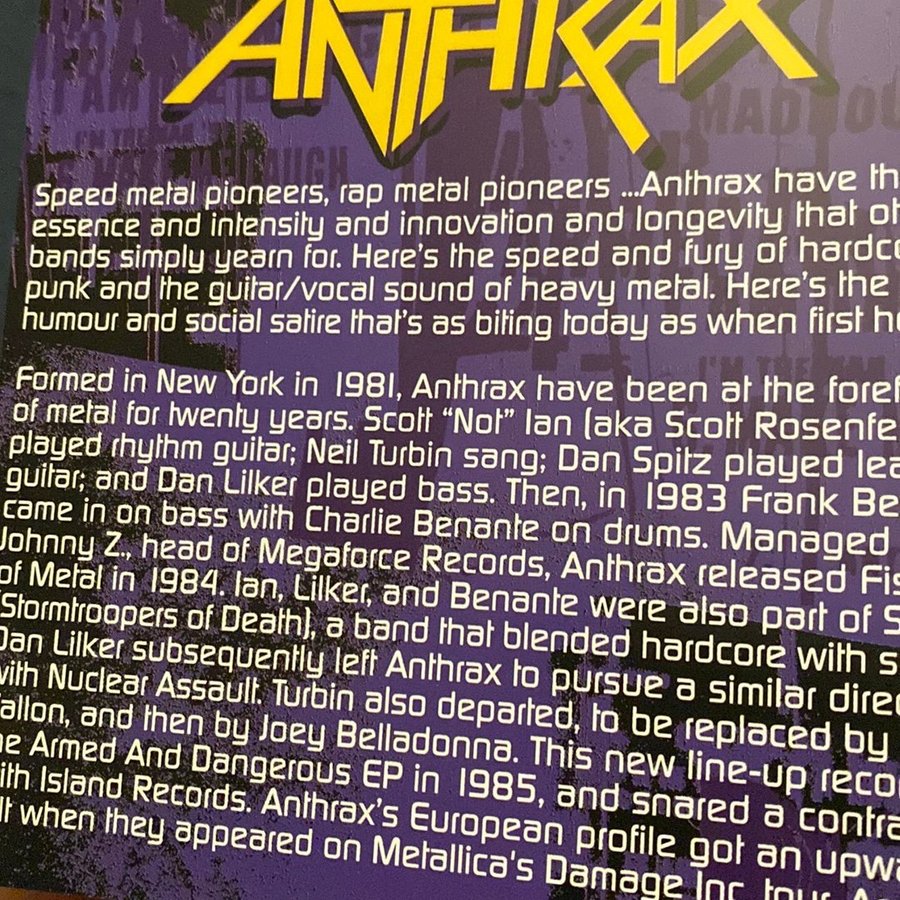 ANTHRAX
MADHOU
I'M THE MAN
Speed metal pioneers, rap metal pioneers ...Anthrax have th
essence and intensity and innovation and longevity that ot
bands simply yearn for. Here's the speed and fury of hardco
punk and the guitar/vocal sound of heavy metal. Here's the
humour and social satire that's as biting today as when first he
Formed in New York in 1981, Anthrax have been at the foref
of metal for twenty years. Scott "Not" Ian (aka Scott Rosenfe
played rhythm guitar; Neil Turbin sang; Dan Spitz played lea
guitar; and Dan Lilker played bass. Then, in 1983 Frank Be
came in on bass with Charlie Benante on drums. Managed
Johnny Z., head of Megaforce Records, Anthrax released Fis
of Metal in 1984. Ian, Lilker, and Benante were also part of S
(Stormtroopers of Death), a band that blended hardcore with s
Dan Lilker subsequently left Anthrax to pursue a similar direc
with Nuclear Assault. Turbin also departed, to be replaced by
allon, and then by Joey Belladonna. This new line-up reco
he Armed And Dangerous EP in 1985, and snared a contra
ith Island Records. Anthrax's European profile got an upwa
lt when they appeared on Metallica's Damage Inc. tour.